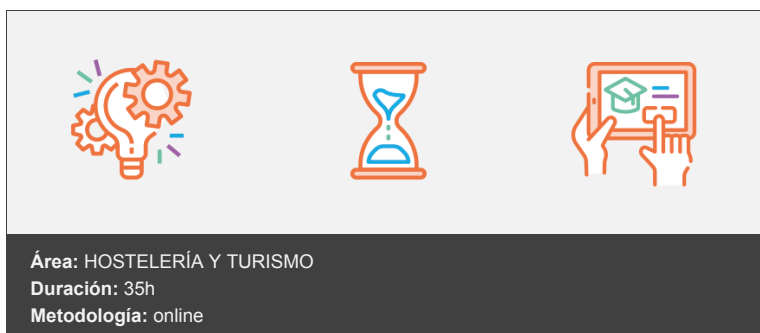 Área: HOSTELERÍA Y TURISMO
Duración: 35h
Metodología: online